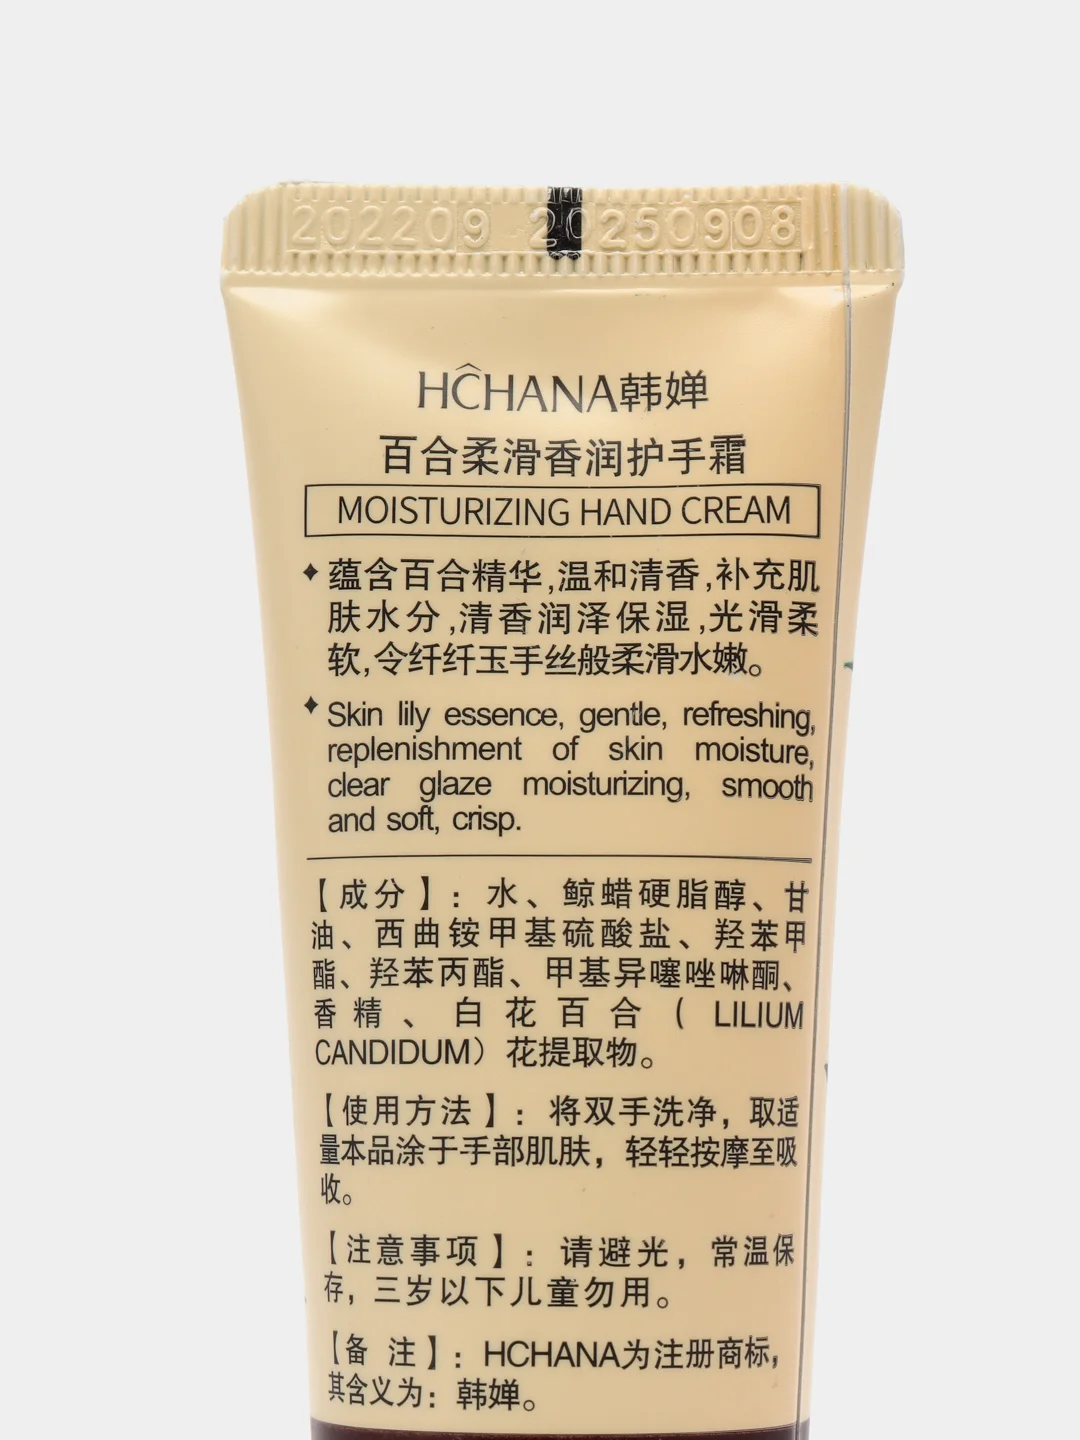 202209 20250908
HCHANA韩婵
百合柔滑香润护手霜
MOISTURIZING HAND CREAM
蕴含百合精华,温和清香,补充肌
肤水分,清香润泽保湿,光滑柔
软,令纤纤玉手丝般柔滑水嫩。
Skin lily essence, gentle, refreshing,
replenishment of skin moisture,
clear glaze moisturizing, smooth
and soft, crisp.
【成分】：水、鲸蜡硬脂醇、甘
油、西曲铵甲基硫酸盐、羟苯甲
酯、羟苯丙酯、甲基异噻唑啉酮、
香精、白花百合（LILIUM
CANDIDUM）花提取物。
【使用方法】：将双手洗净，取适
量本品涂于手部肌肤，轻轻按摩至吸
收。
【注意事项】：请避光，常温保
存，三岁以下儿童勿用。
【备 注】：HCHANA为注册商标，
其含义为：韩婵。